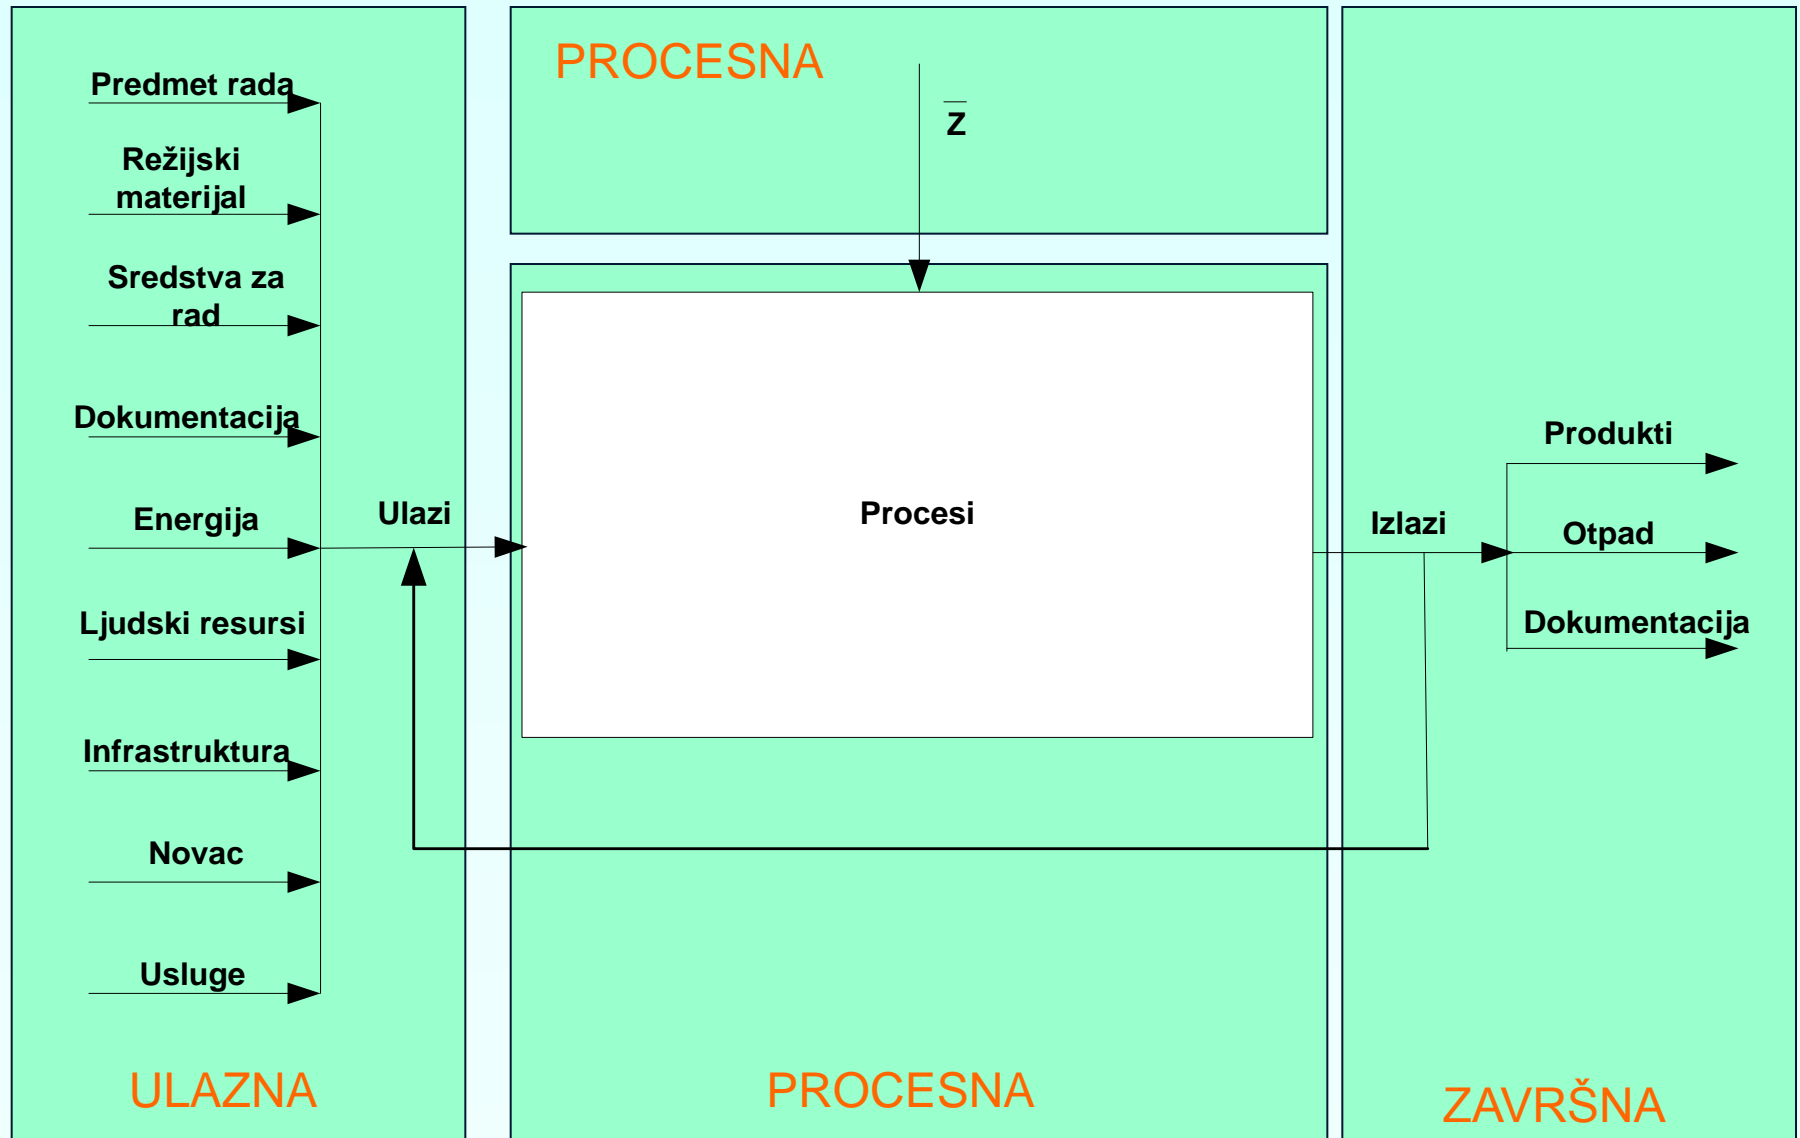 PROCESNA
Predmet rada
Z̅
Režijski
materijal
Sredstva za
rad
Dokumentacija
Energija
Ulazi
Procesi
Izlazi
Produkti
Otpad
Dokumentacija
Ljudski resursi
Infrastruktura
Novac
Usluge
ULAZNA
PROCESNA
ZAVRŠNA